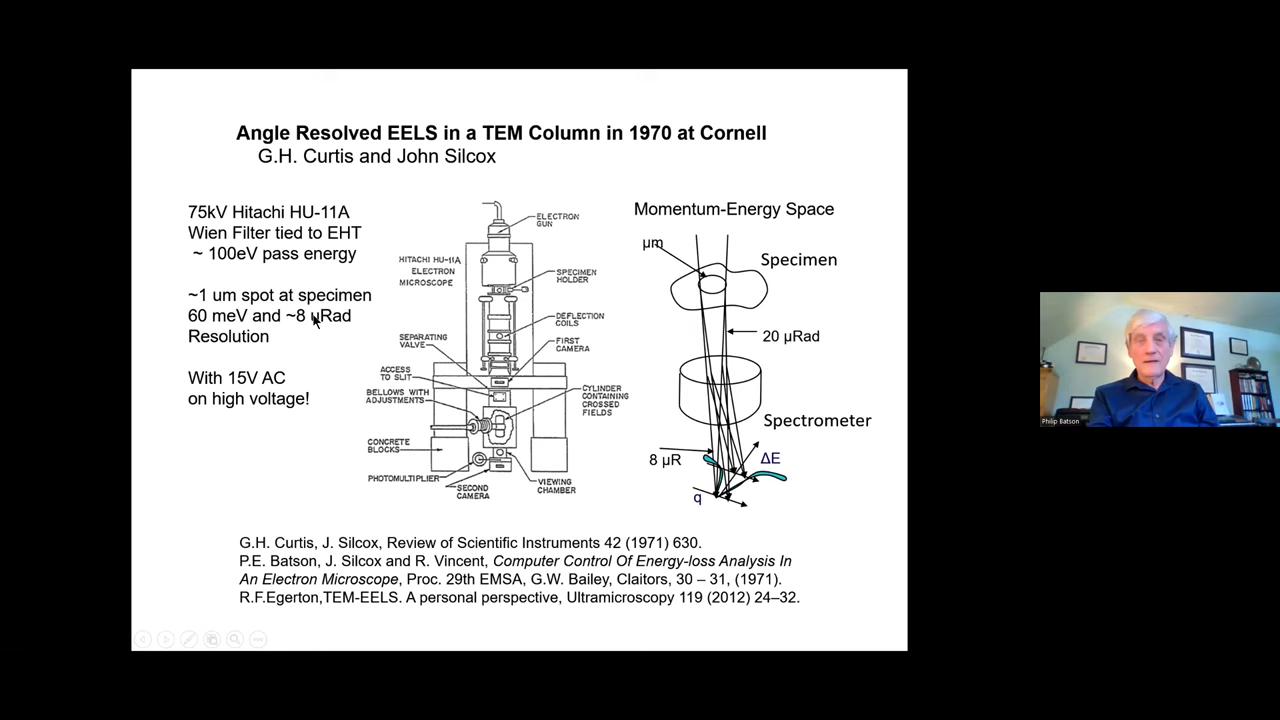 Angle Resolved EELS in a TEM Column in 1970 at Cornell
G.H. Curtis and John Silcox
75kV Hitachi HU-11A
Wien Filter tied to EHT
~ 100eV pass energy
~1 um spot at specimen
60 meV and ~8 µRad
Resolution
With 15V AC
on high voltage!
ELECTRON
GUN
HITACHI HU-11A
ELECTRON
MICROSCOPE
SPECIMEN
HOLDER
DEFLECTION
COILS
SEPARATING
VALVE
FIRST
CAMERA
ACCESS
TO SLIT
BELLOWS WITH
ADJUSTMENTS
CYLINDER
CONTAINING
CROSSED
FIELDS
CONCRETE
BLOCKS
PHOTOMULTIPLIER
SECOND
CAMERA
VIEWING
CHAMBER
Momentum-Energy Space
µm
Specimen
20 µRad
Spectrometer
8 µR
ΔE
q
G.H. Curtis, J. Silcox, Review of Scientific Instruments 42 (1971) 630.
P.E. Batson, J. Silcox and R. Vincent, Computer Control Of Energy-loss Analysis In
An Electron Microscope, Proc. 29th EMSA, G.W. Bailey, Claitors, 30 – 31, (1971).
R.F.Egerton,TEM-EELS. A personal perspective, Ultramicroscopy 119 (2012) 24–32.
Philip Batson